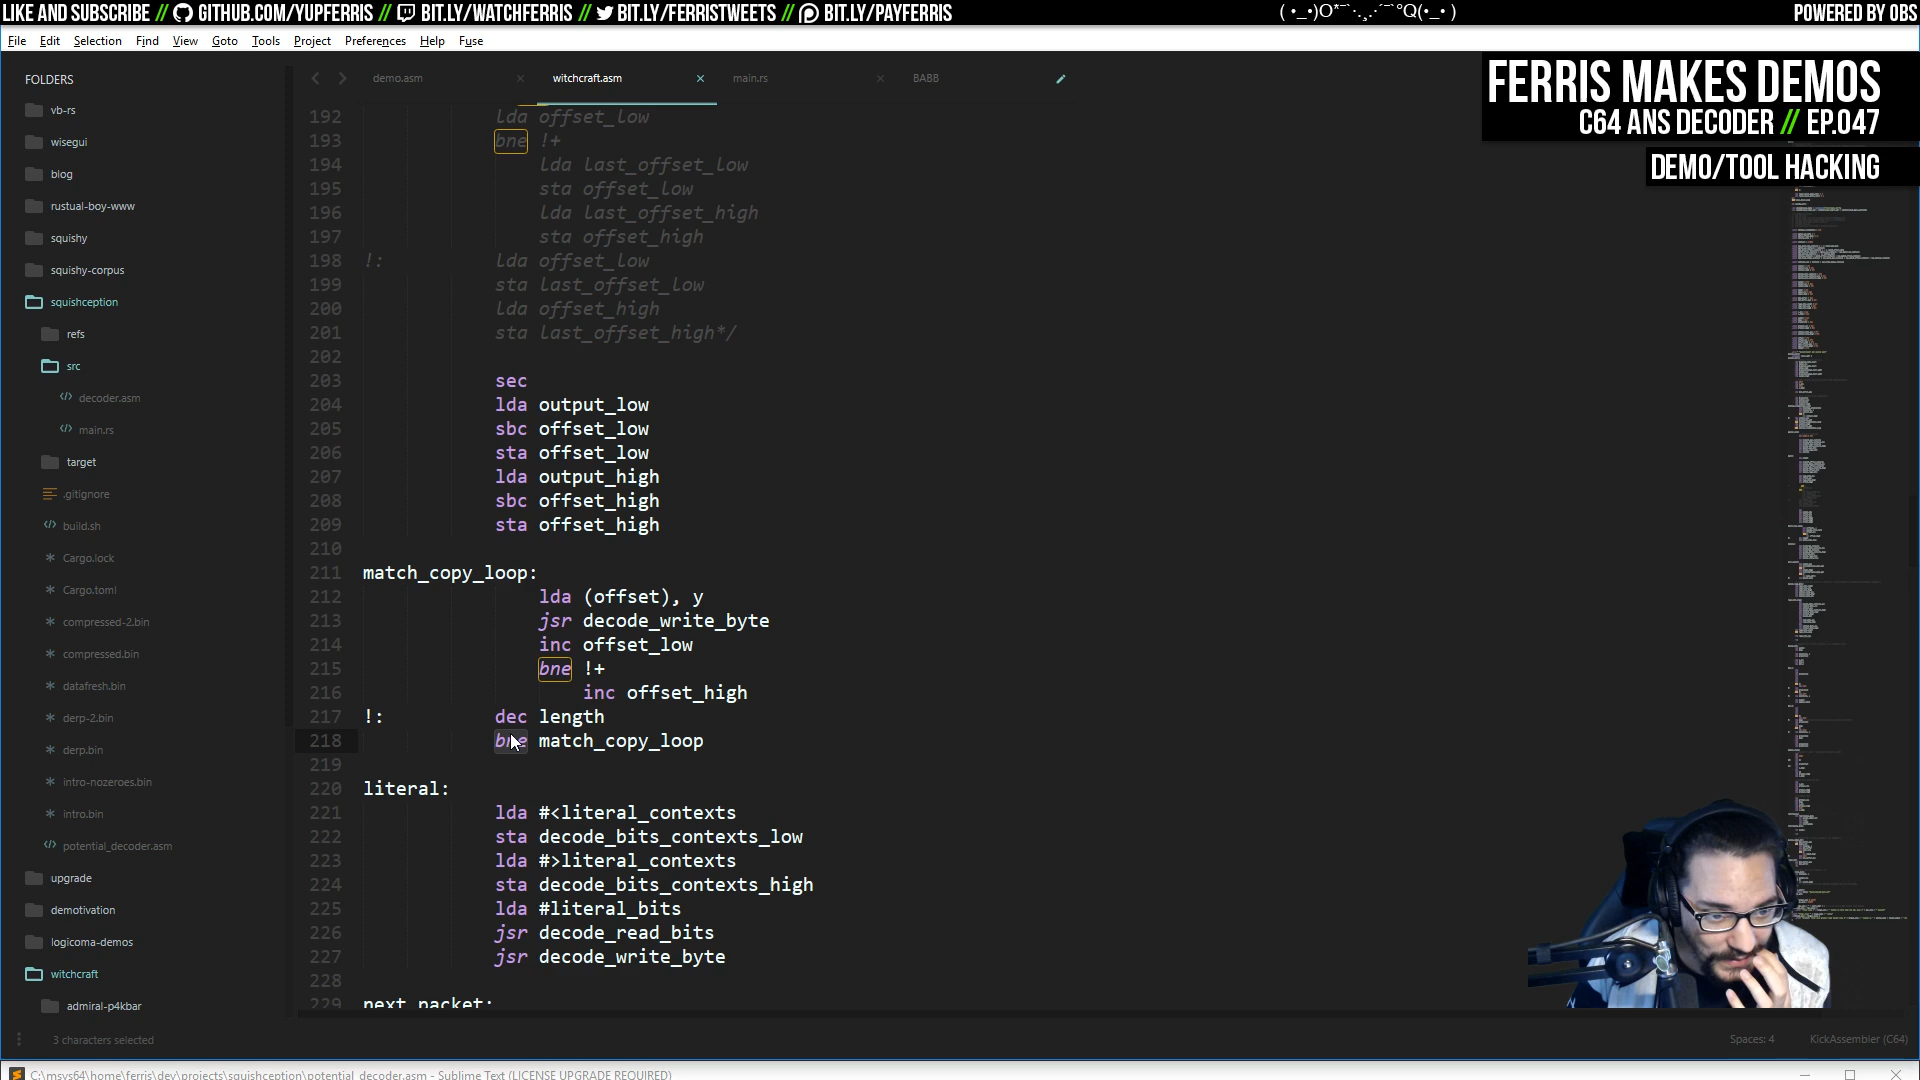 LIKE AND SUBSCRIBE // GITHUB.COM/YUPFERRIS // BIT.LY/WATCHFERRIS // BIT.LY/FERRISTWEETS // BIT.LY/PAYFERRIS
( •_•)O*¯`·.¸.·´¯`°Q(•_• )
POWERED BY OBS
File Edit Selection Find View Goto Tools Project Preferences Help Fuse
FERRIS MAKES DEMOS
C64 ANS DECODER // EP.047
DEMO/TOOL HACKING
FOLDERS
vb-rs
wisegui
blog
rustual-boy-www
squishy
squishy-corpus
squishception
refs
src
decoder.asm
main.rs
target
.gitignore
build.sh
Cargo.lock
Cargo.toml
compressed-2.bin
compressed.bin
datafresh.bin
derp-2.bin
derp.bin
intro-nozeroes.bin
intro.bin
potential_decoder.asm
upgrade
demotivation
logicoma-demos
witchcraft
admiral-p4kbar
demo.asm × witchcraft.asm × main.rs × BABB
192 lda offset_low
193 bne !+
194 lda last_offset_low
195 sta offset_low
196 lda last_offset_high
197 sta offset_high
198 !: lda offset_low
199 sta last_offset_low
200 lda offset_high
201 sta last_offset_high*/
202
203 sec
204 lda output_low
205 sbc offset_low
206 sta offset_low
207 lda output_high
208 sbc offset_high
209 sta offset_high
210
211 match_copy_loop:
212 lda (offset), y
213 jsr decode_write_byte
214 inc offset_low
215 bne !+
216 inc offset_high
217 !: dec length
218 bne match_copy_loop
219
220 literal:
221 lda #<literal_contexts
222 sta decode_bits_contexts_low
223 lda #>literal_contexts
224 sta decode_bits_contexts_high
225 lda #literal_bits
226 jsr decode_read_bits
227 jsr decode_write_byte
228
229 next_packet:
3 characters selected
Spaces: 4
KickAssembler (C64)
C:\msys64\home\ferris\dev\projects\squishception\potential_decoder.asm - Sublime Text (LICENSE UPGRADE REQUIRED)